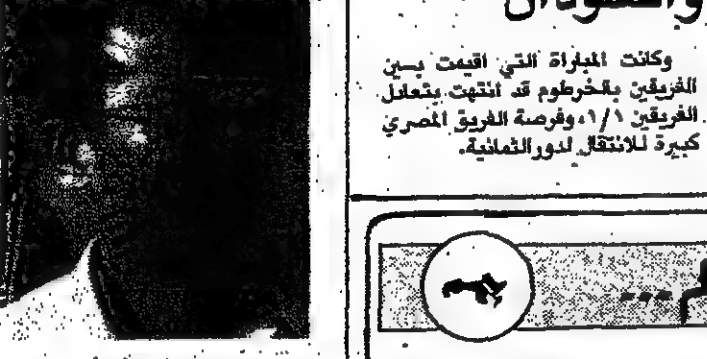 والسودان
وكانت المباراة التي اقيمت بين
الفريقين بالخرطوم قد انتهت بتعادل
الفريقين ١/١، وفرصة الفريق المصري
كبيرة للانتقال لدور الثمانية.